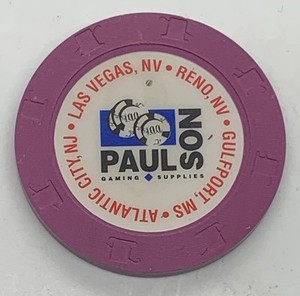 LAS VEGAS, NV • RENO, NV • GULFPORT, MS • ATLANTIC CITY, NJ •
100 100
PAULSON
GAMING ◆ SUPPLIES